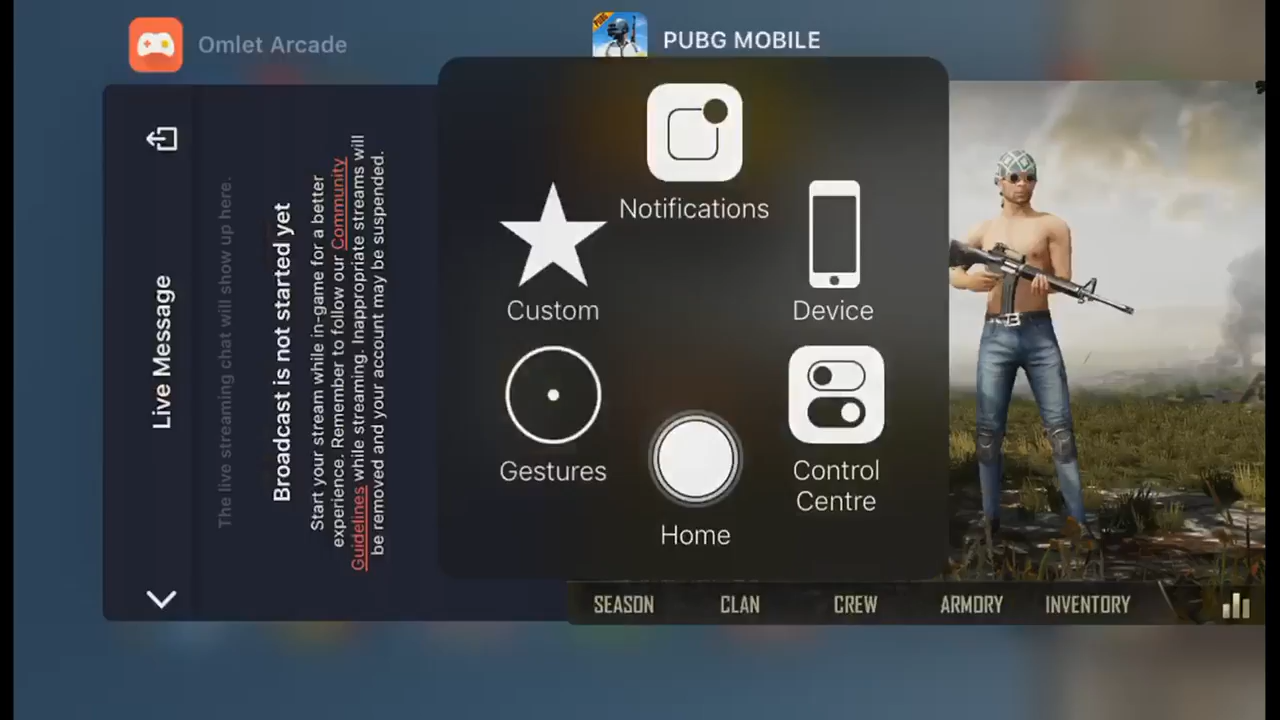 Omlet Arcade
PUBG MOBILE
Live Message
The live streaming chat will show up here.
Broadcast is not started yet
Start your stream while in-game for a better
experience. Remember to follow our Community
Guidelines while streaming. Inappropriate streams will
be removed and your account may be suspended.
Notifications
Custom
Device
Gestures
Control
Centre
Home
SEASON CLAN CREW ARMORY INVENTORY